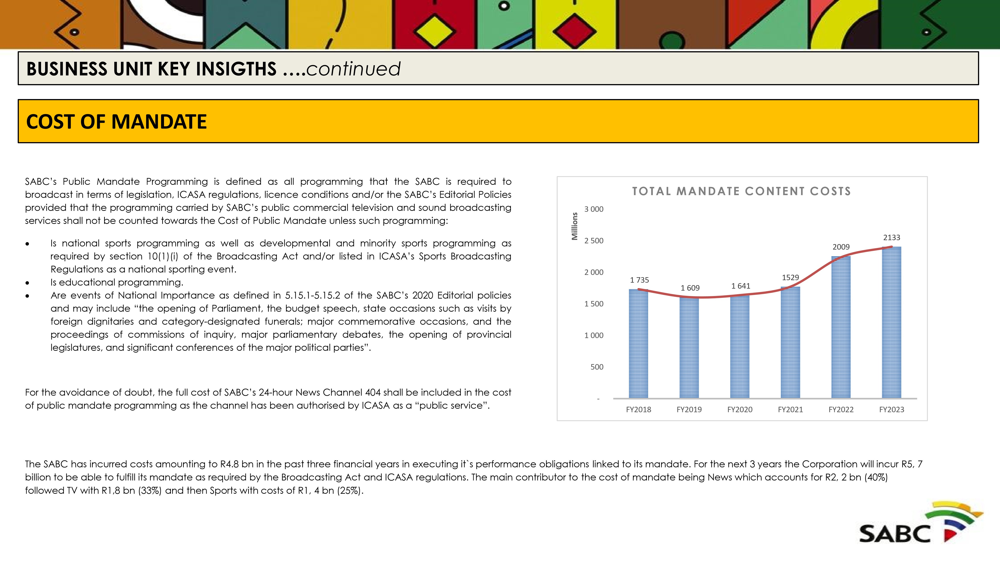 BUSINESS UNIT KEY INSIGTHS ….continued
COST OF MANDATE
SABC’s Public Mandate Programming is defined as all programming that the SABC is required to
broadcast in terms of legislation, ICASA regulations, licence conditions and/or the SABC’s Editorial Policies
provided that the programming carried by SABC’s public commercial television and sound broadcasting
services shall not be counted towards the Cost of Public Mandate unless such programming:
• Is national sports programming as well as developmental and minority sports programming as
required by section 10(1)(i) of the Broadcasting Act and/or listed in ICASA’s Sports Broadcasting
Regulations as a national sporting event.
• Is educational programming.
• Are events of National Importance as defined in 5.15.1-5.15.2 of the SABC’s 2020 Editorial policies
and may include “the opening of Parliament, the budget speech, state occasions such as visits by
foreign dignitaries and category-designated funerals; major commemorative occasions, and the
proceedings of commissions of inquiry, major parliamentary debates, the opening of provincial
legislatures, and significant conferences of the major political parties”.
For the avoidance of doubt, the full cost of SABC’s 24-hour News Channel 404 shall be included in the cost
of public mandate programming as the channel has been authorised by ICASA as a “public service”.
TOTAL MANDATE CONTENT COSTS
Millions
3 000
2 500
2 000
1 500
1 000
500
-
1 735
1 609
1 641
1529
2009
2133
FY2018
FY2019
FY2020
FY2021
FY2022
FY2023
The SABC has incurred costs amounting to R4.8 bn in the past three financial years in executing it`s performance obligations linked to its mandate. For the next 3 years the Corporation will incur R5, 7
billion to be able to fulfill its mandate as required by the Broadcasting Act and ICASA regulations. The main contributor to the cost of mandate being News which accounts for R2, 2 bn (40%)
followed TV with R1,8 bn (33%) and then Sports with costs of R1, 4 bn (25%).
SABC